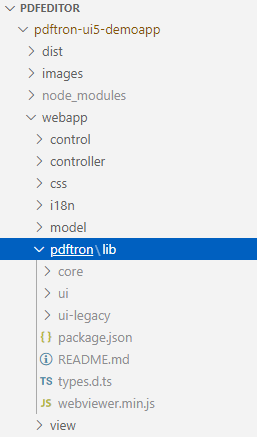 PDFEDITOR
pdftron-ui5-demoapp
dist
images
node_modules
webapp
control
controller
css
i18n
model
pdftron\lib
core
ui
ui-legacy
{} package.json
README.md
TS types.d.ts
JS webviewer.min.js
view